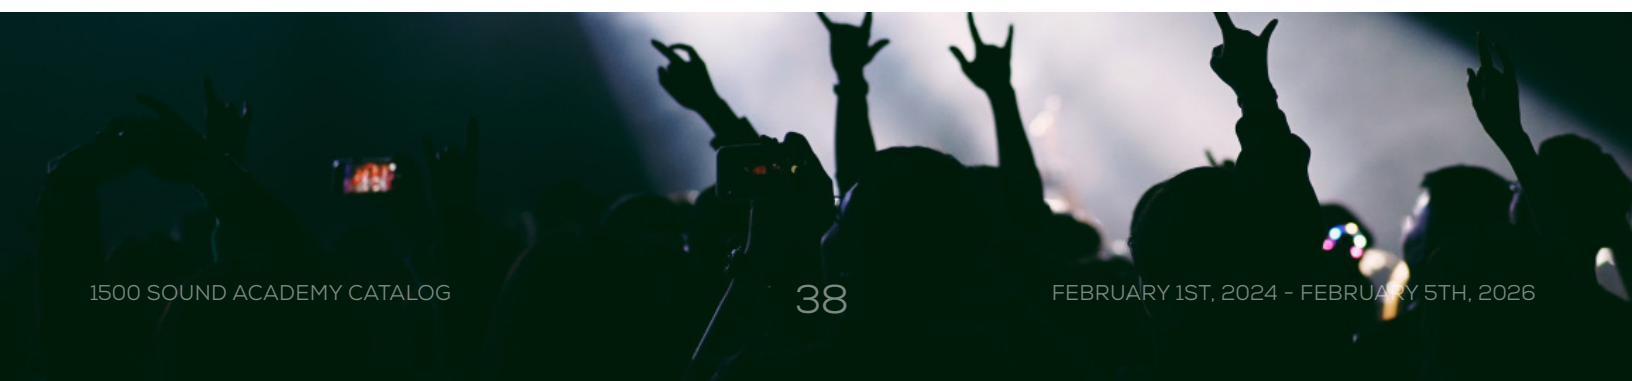 1500 SOUND ACADEMY CATALOG
38
FEBRUARY 1ST, 2024 - FEBRUARY 5TH, 2026